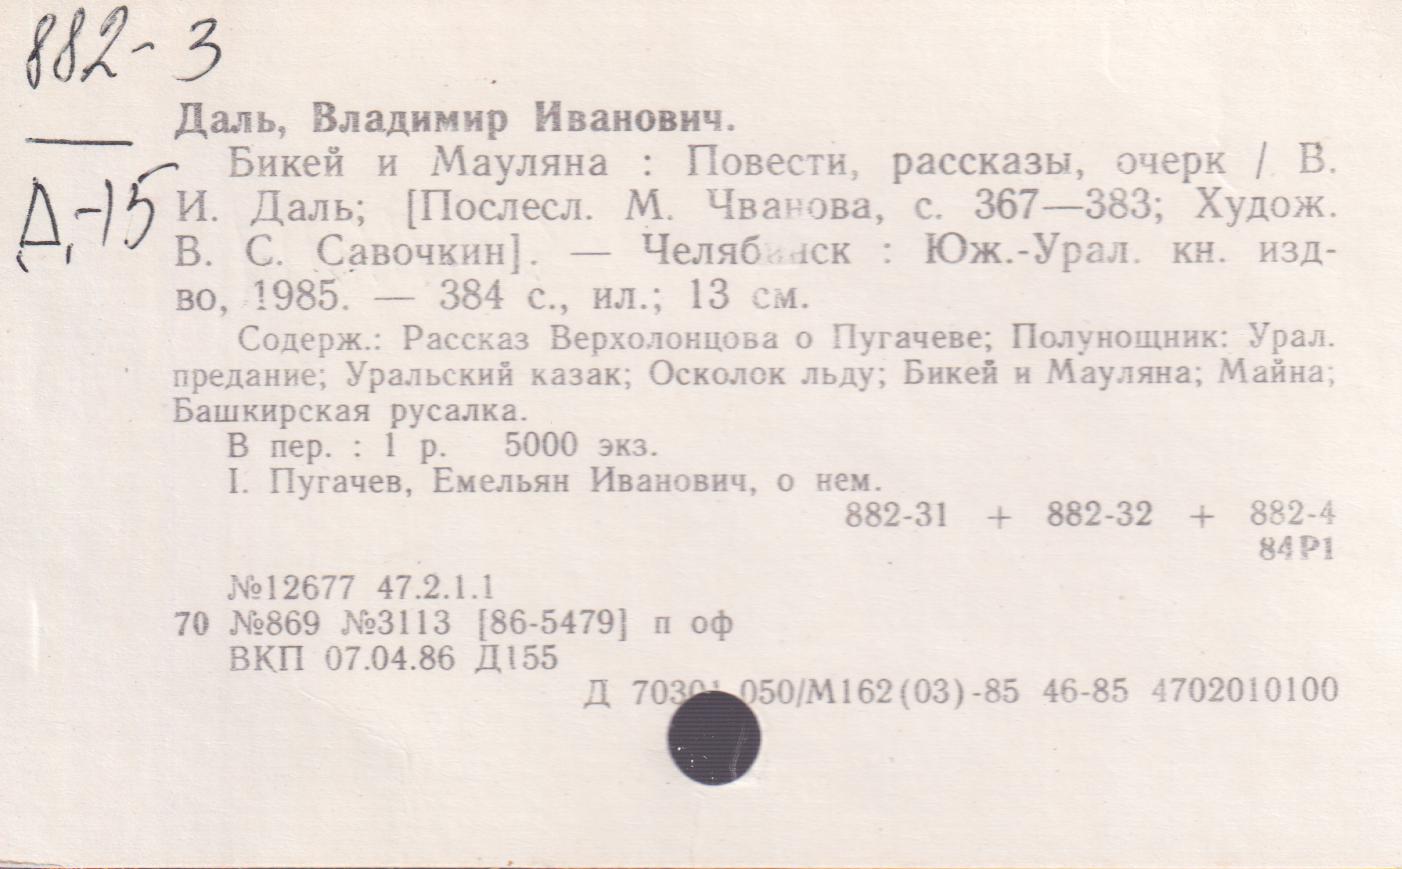 882-3
Даль, Владимир Иванович.
Бикей и Мауляна : Повести, рассказы, очерк / В.
Д-15
И. Даль; [Послесл. М. Чванова, с. 367—383; Худож.
В. С. Савочкин]. — Челябинск : Юж.-Урал. кн. изд-
во, 1985. — 384 с., ил.; 13 см.
Содерж.: Рассказ Верхолонцова о Пугачеве; Полунощник: Урал.
предание; Уральский казак; Осколок льду; Бикей и Мауляна; Майна;
Башкирская русалка.
В пер. : 1 р. 5000 экз.
I. Пугачев, Емельян Иванович, о нем.
882-31 + 882-32 + 882-4
84Р1
№12677 47.2.1.1
70 №869 №3113 [86-5479] п оф
ВКП 07.04.86 Д155
Д 050/М162(03)-85 46-85 4702010100